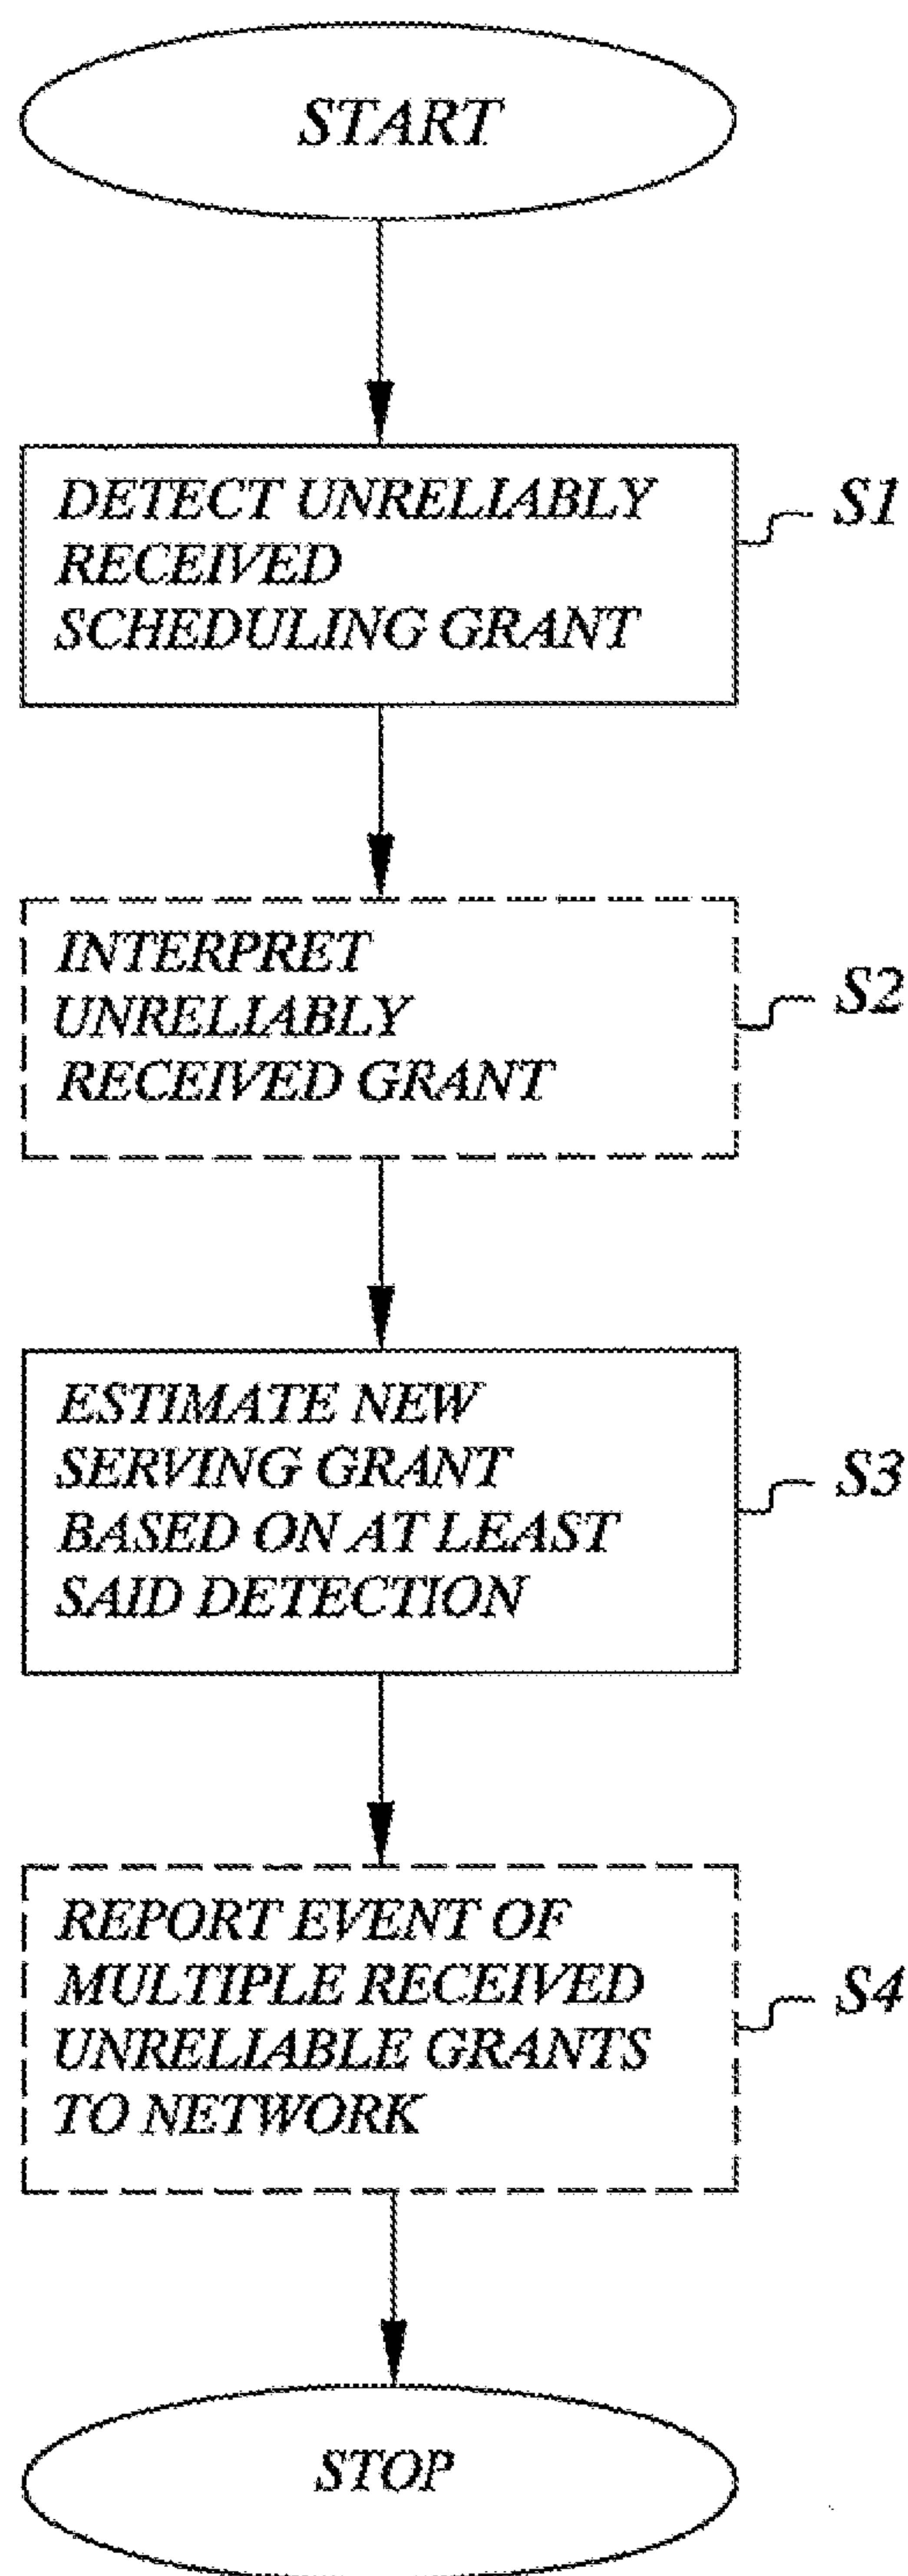 START
DETECT UNRELIABLY
RECEIVED
SCHEDULING GRANT
S1
INTERPRET
UNRELIABLY
RECEIVED GRANT
S2
ESTIMATE NEW
SERVING GRANT
BASED ON AT LEAST
SAID DETECTION
S3
REPORT EVENT OF
MULTIPLE RECEIVED
UNRELIABLE GRANTS
TO NETWORK
S4
STOP